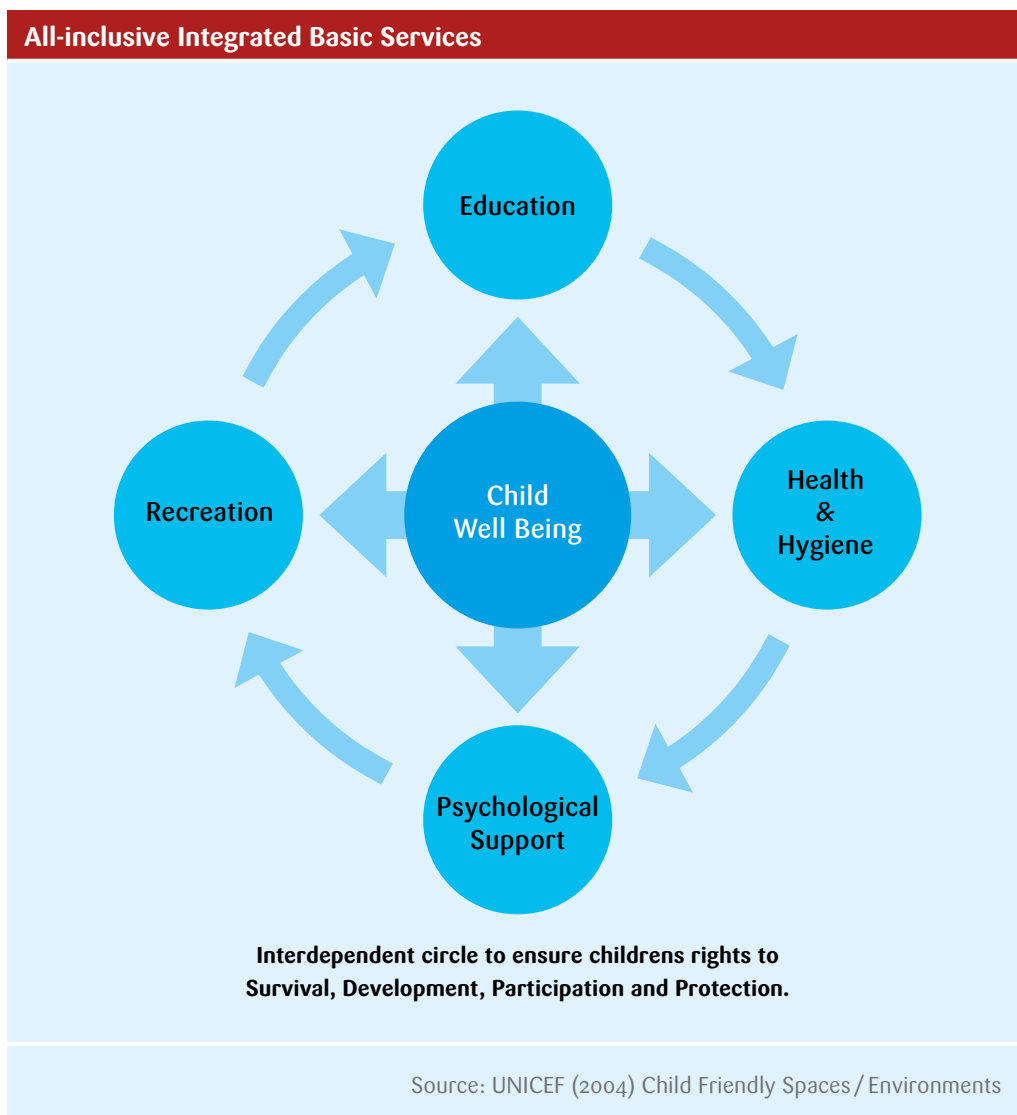 All-inclusive Integrated Basic Services
Education
Recreation
Child
Well Being
Health
&
Hygiene
Psychological
Support
Interdependent circle to ensure childrens rights to
Survival, Development, Participation and Protection.
Source: UNICEF (2004) Child Friendly Spaces / Environments